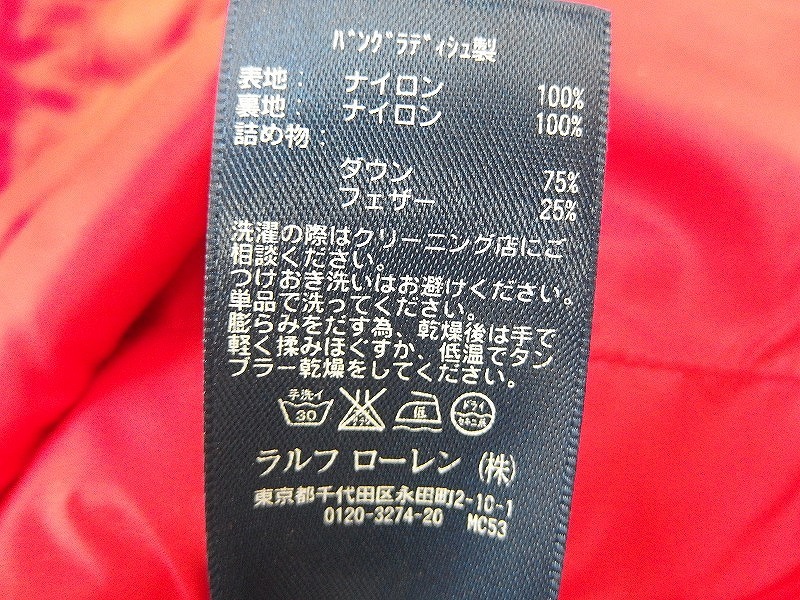 ﾊﾞﾝｸﾞﾗﾃﾞｨｼｭ製
表地： ナイロン 100%
裏地： ナイロン 100%
詰め物：
ダウン 75%
フェザー 25%
洗濯の際はクリーニング店にご
相談ください。
つけおき洗いはお避けください。
単品で洗ってください。
膨らみをだす為、乾燥後は手で
軽く揉みほぐすか、低温でタン
ブラー乾燥をしてください。
手洗イ 30 低 ドライ
ラルフ ローレン (株)
東京都千代田区永田町2-10-1
0120-3274-20 MC53